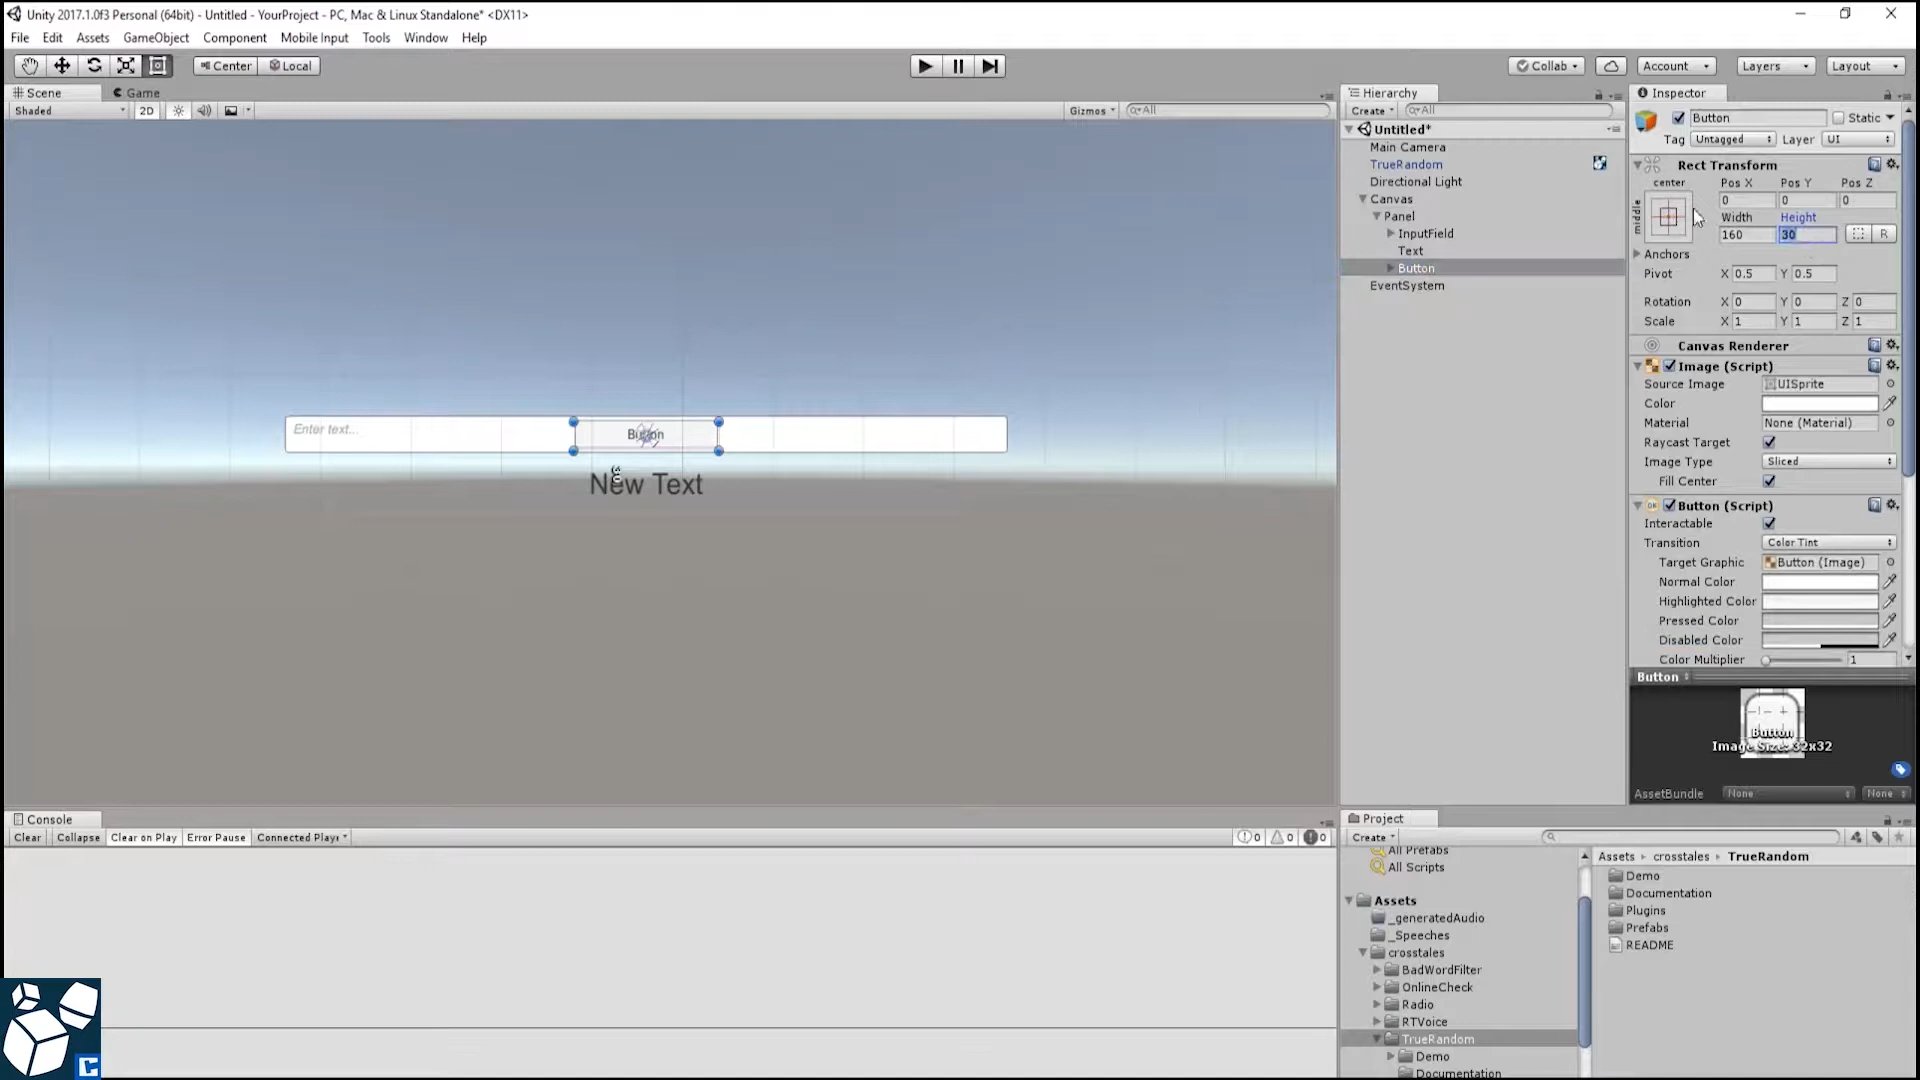 Unity 2017.1.0f3 Personal (64bit) - Untitled - YourProject - PC, Mac & Linux Standalone* <DX11>
File Edit Assets GameObject Component Mobile Input Tools Window Help
Center Local Collab Account Layers Layout
Scene Game
Shaded 2D Gizmos All
Enter text...
Button
New Text
Hierarchy
Create All
Untitled*
Main Camera
TrueRandom
Directional Light
Canvas
Panel
InputField
Text
Button
EventSystem
Inspector
Button Static
Tag Untagged Layer UI
Rect Transform
center Pos X Pos Y Pos Z
middle 0 0 0
Width Height
160 30 R
Anchors
Pivot X 0.5 Y 0.5
Rotation X 0 Y 0 Z 0
Scale X 1 Y 1 Z 1
Canvas Renderer
Image (Script)
Source Image UISprite
Color
Material None (Material)
Raycast Target
Image Type Sliced
Fill Center
Button (Script)
Interactable
Transition Color Tint
Target Graphic Button (Image)
Normal Color
Highlighted Color
Pressed Color
Disabled Color
Color Multiplier 1
Button
Button
Image Size: 32x32
AssetBundle None None
Console
Clear Collapse Clear on Play Error Pause Connected Playe 0 0 0
Project
Create
All Prefabs
All Scripts
Assets
_generatedAudio
_Speeches
crosstales
BadWordFilter
OnlineCheck
Radio
RTVoice
TrueRandom
Demo
Documentation
Assets crosstales TrueRandom
Demo
Documentation
Plugins
Prefabs
README